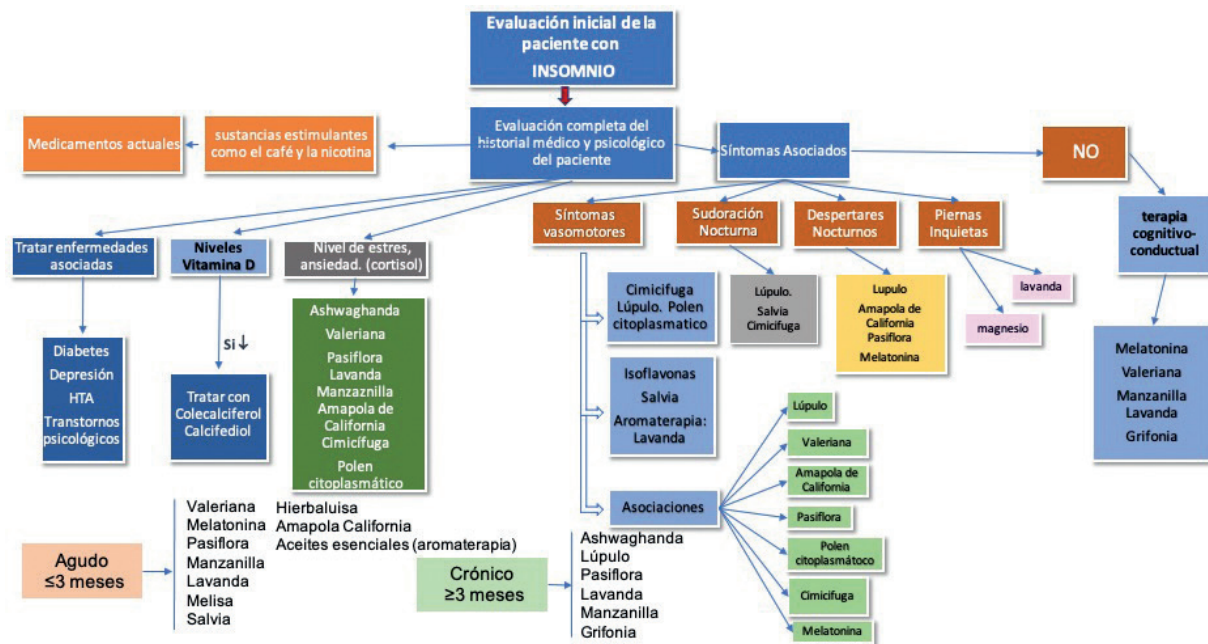 Evaluación inicial de la
paciente con
INSOMNIO
Medicamentos actuales
sustancias estimulantes
como el café y la nicotina
Evaluación completa del
historial médico y psicológico
del paciente
Síntomas Asociados
NO
Tratar enfermedades
asociadas
Niveles
Vitamina D
Nivel de estres,
ansiedad. (cortisol)
Síntomas
vasomotores
Sudoración
Nocturna
Despertares
Nocturnos
Piernas
Inquietas
terapia
cognitivo-
conductual
Diabetes
Depresión
HTA
Transtornos
psicológicos
Si ↓
Tratar con
Colecalciferol
Calcifediol
Ashwaghanda
Valeriana
Pasiflora
Lavanda
Manzaznilla
Amapola de
California
Cimicífuga
Polen
citoplasmático
Cimicifuga
Lúpulo. Polen
citoplasmatico
Isoflavonas
Salvia
Aromaterapia:
Lavanda
Asociaciones
Lúpulo.
Salvia
Cimicifuga
Lupulo
Amapola de
California
Pasiflora
Melatonina
lavanda
magnesio
Melatonina
Valeriana
Manzanilla
Lavanda
Grifonia
Lúpulo
Valeriana
Amapola de
California
Pasiflora
Polen
citoplasmátoco
Cimicifuga
Melatonina
Agudo
≤3 meses
Valeriana
Melatonina
Pasiflora
Manzanilla
Lavanda
Melisa
Salvia
Hierbaluisa
Amapola California
Aceites esenciales (aromaterapia)
Crónico
≥3 meses
Ashwaghanda
Lúpulo
Pasiflora
Lavanda
Manzanilla
Grifonia